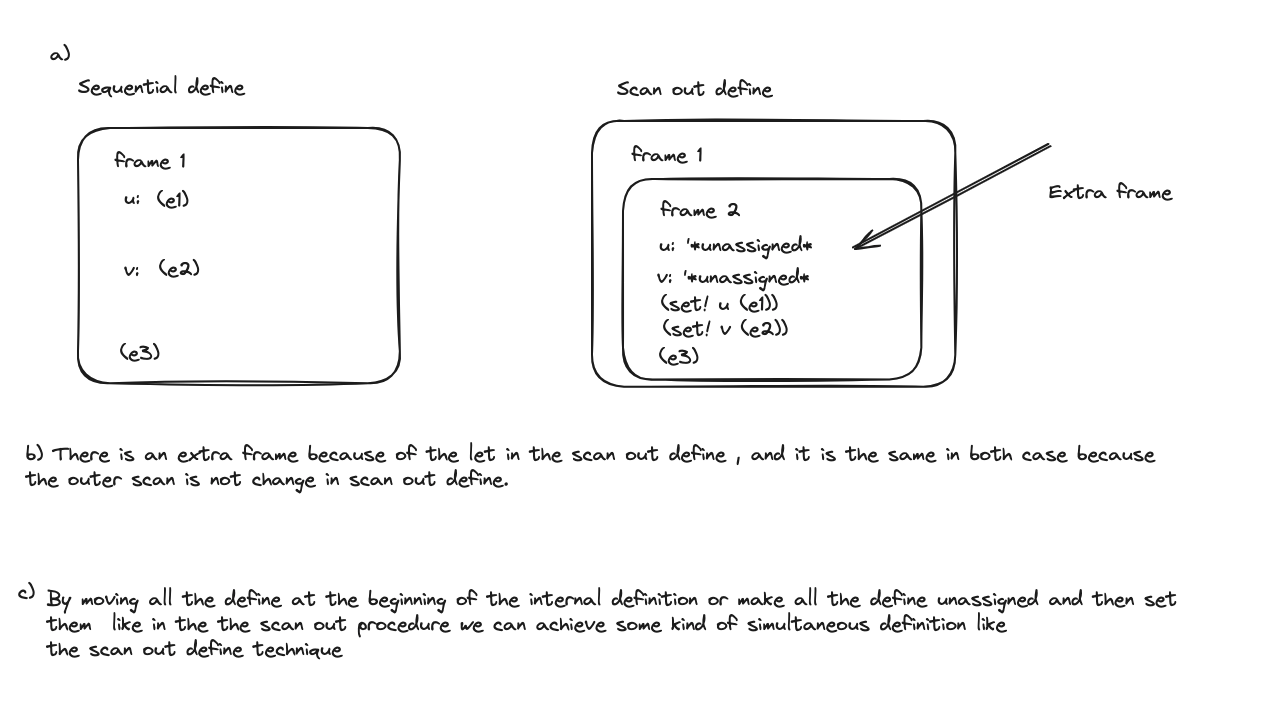 a)
Sequential define
frame 1
u: (e1)
v: (e2)
(e3)
Scan out define
frame 1
frame 2
u: '*unassigned*
v: '*unassigned*
(set! u (e1))
(set! v (e2))
(e3)
Extra frame
b) There is an extra frame because of the let in the scan out define , and it is the same in both case because
the outer scan is not change in scan out define.
c) By moving all the define at the beginning of the internal definition or make all the define unassigned and then set
them like in the the scan out procedure we can achieve some kind of simultaneous definition like
the scan out define technique